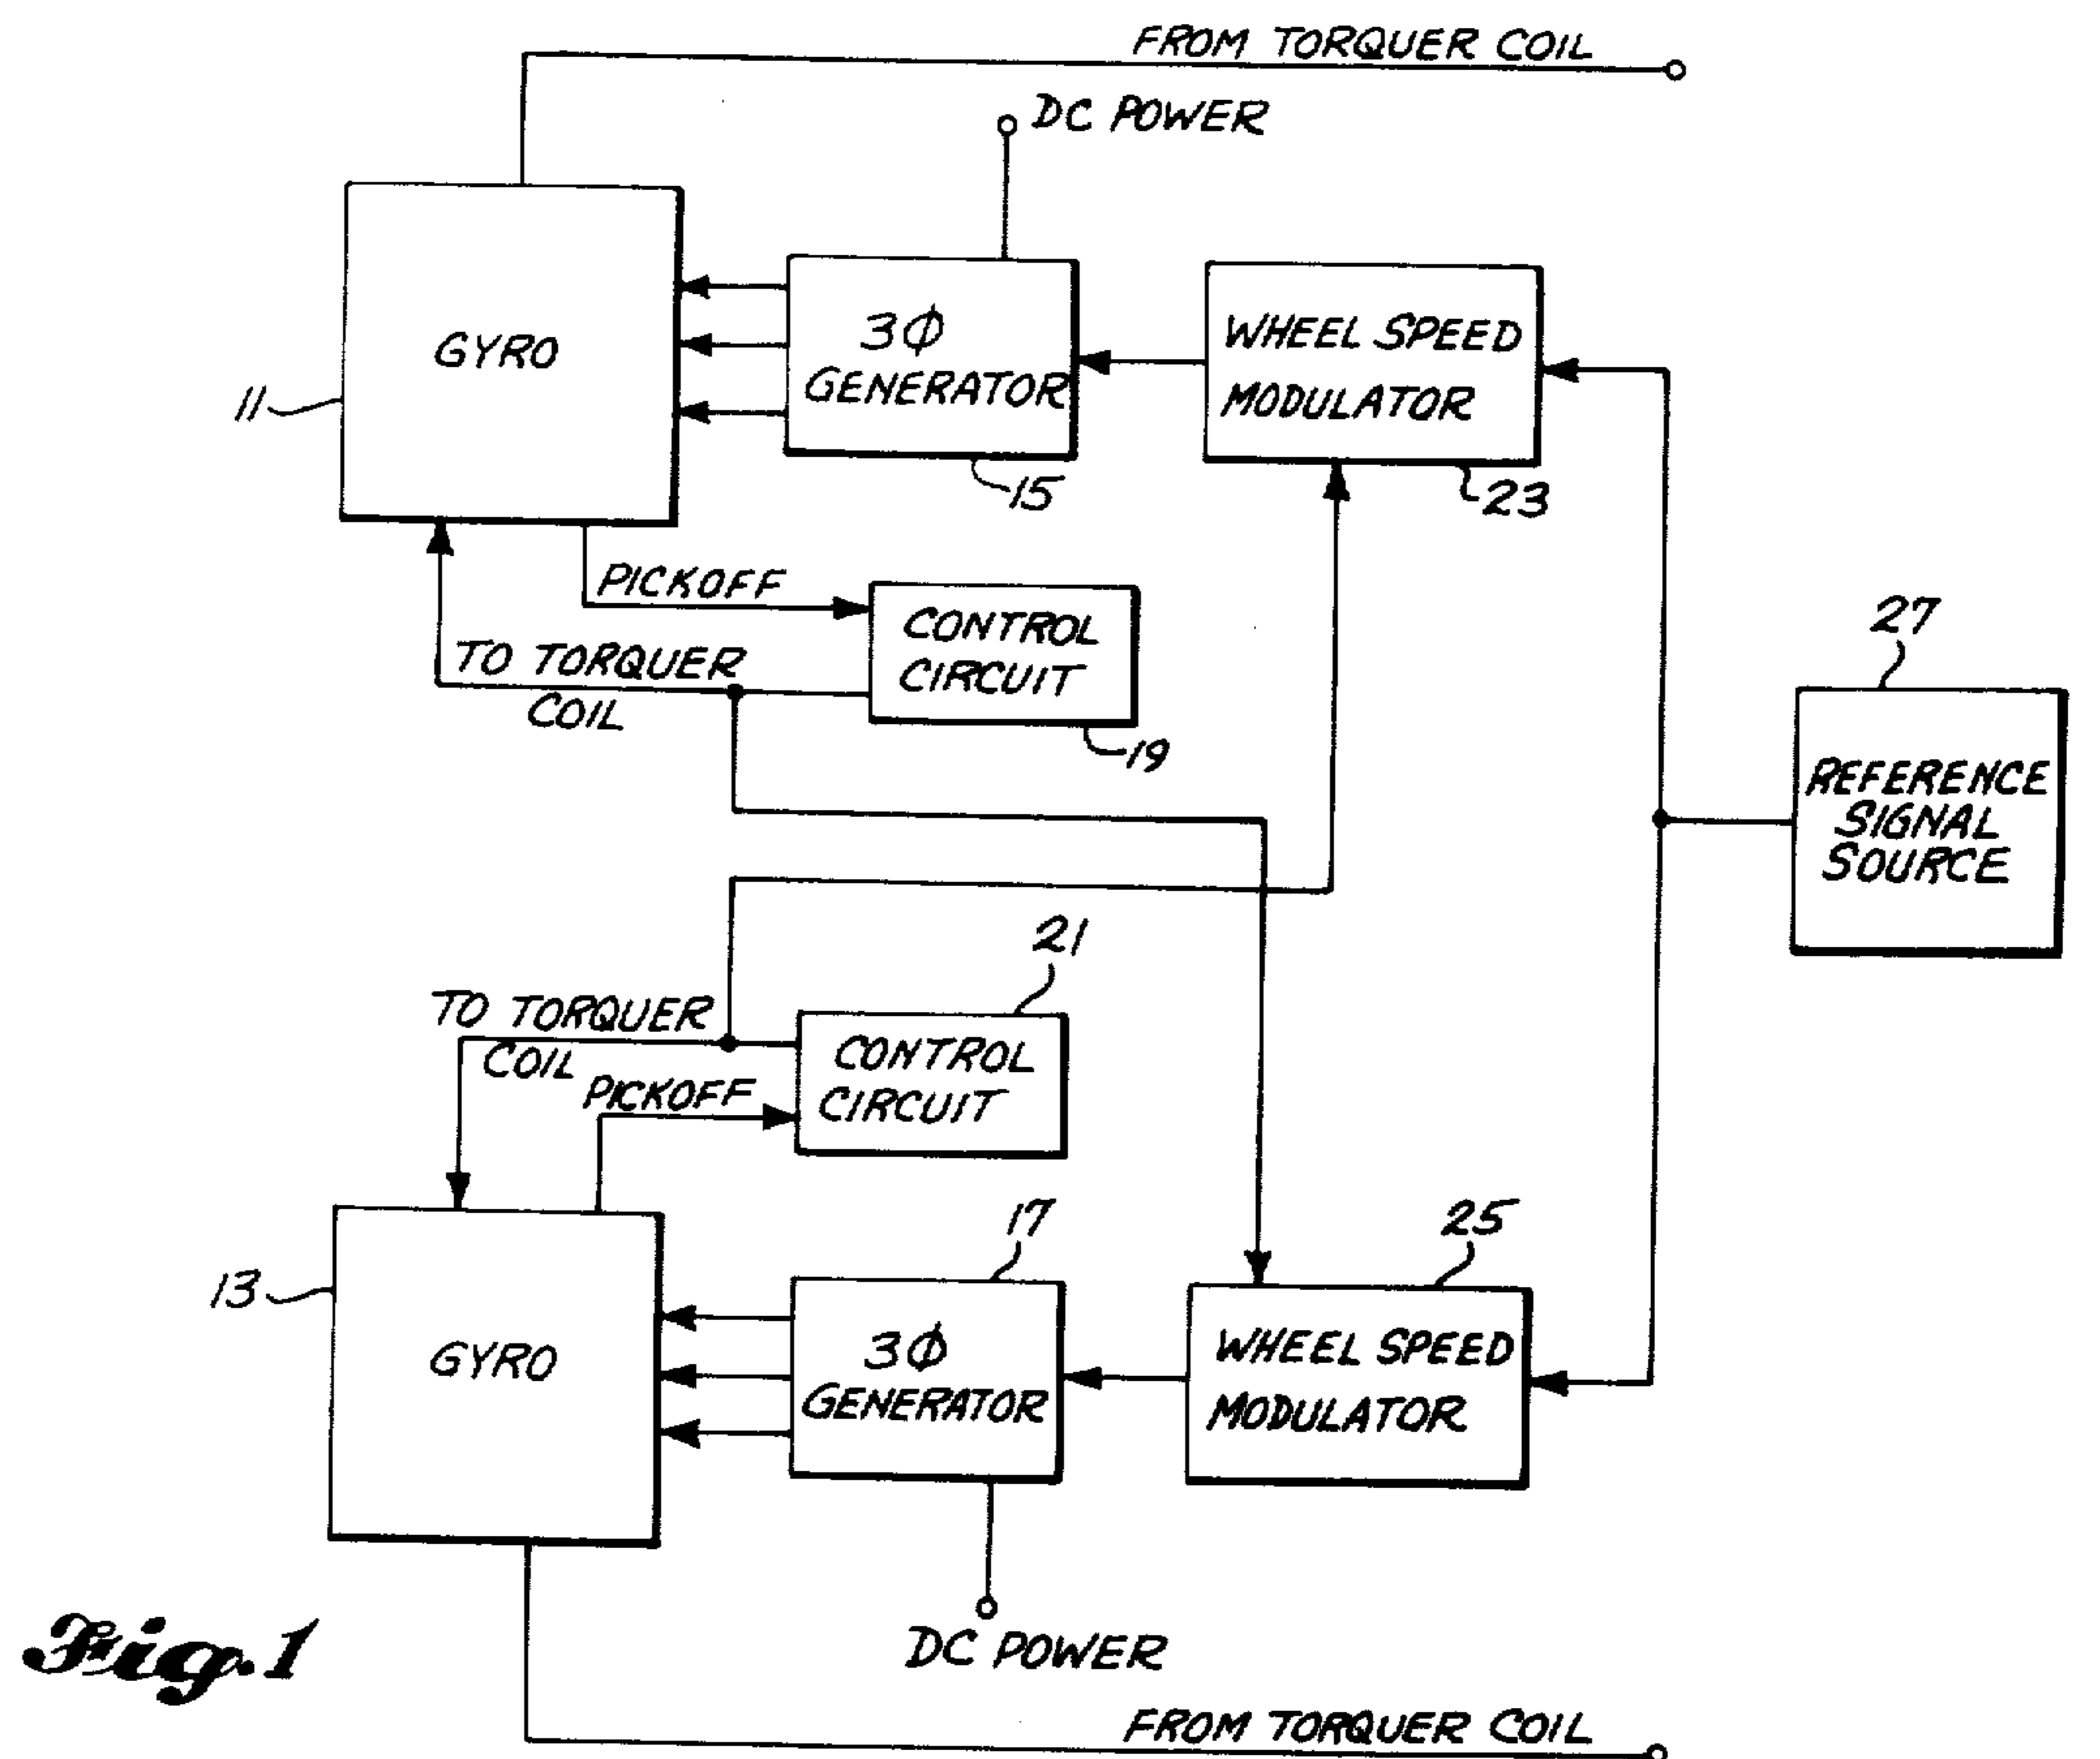 FROM TORQUER COIL
DC POWER
GYRO
3Ø
GENERATOR
WHEEL SPEED
MODULATOR
11
15
23
PICKOFF
CONTROL
CIRCUIT
TO TORQUER
COIL
19
27
REFERENCE
SIGNAL
SOURCE
21
TO TORQUER
COIL
CONTROL
CIRCUIT
PICKOFF
17
25
13
GYRO
3Ø
GENERATOR
WHEEL SPEED
MODULATOR
DC POWER
Fig. 1
FROM TORQUER COIL